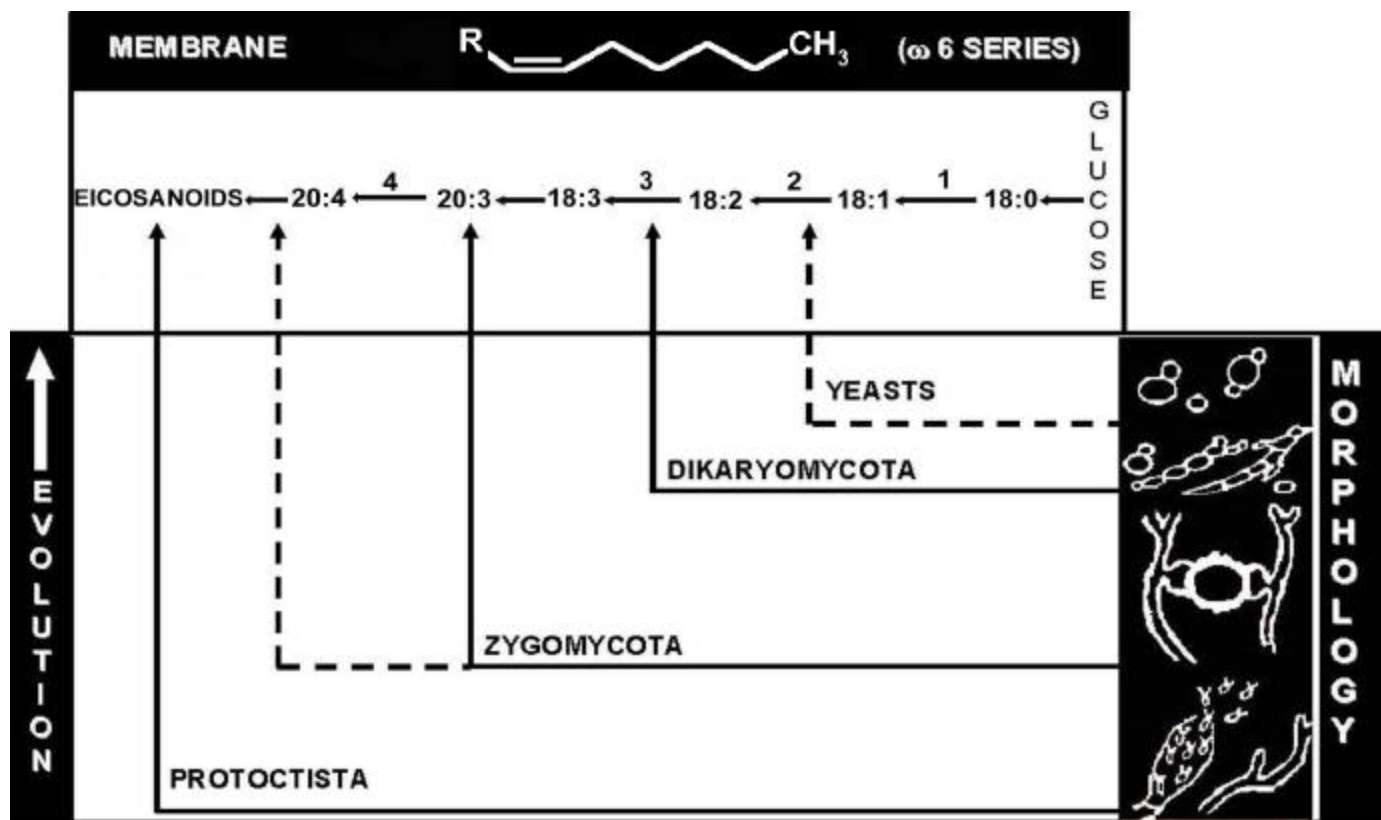 MEMBRANE R CH3 (ω 6 SERIES)
GLUCOSE
4 3 2 1
EICOSANOIDS 20:4 20:3 18:3 18:2 18:1 18:0
YEASTS
DIKARYOMYCOTA
ZYGOMYCOTA
PROTOCTISTA
EVOLUTION
MORPHOLOGY